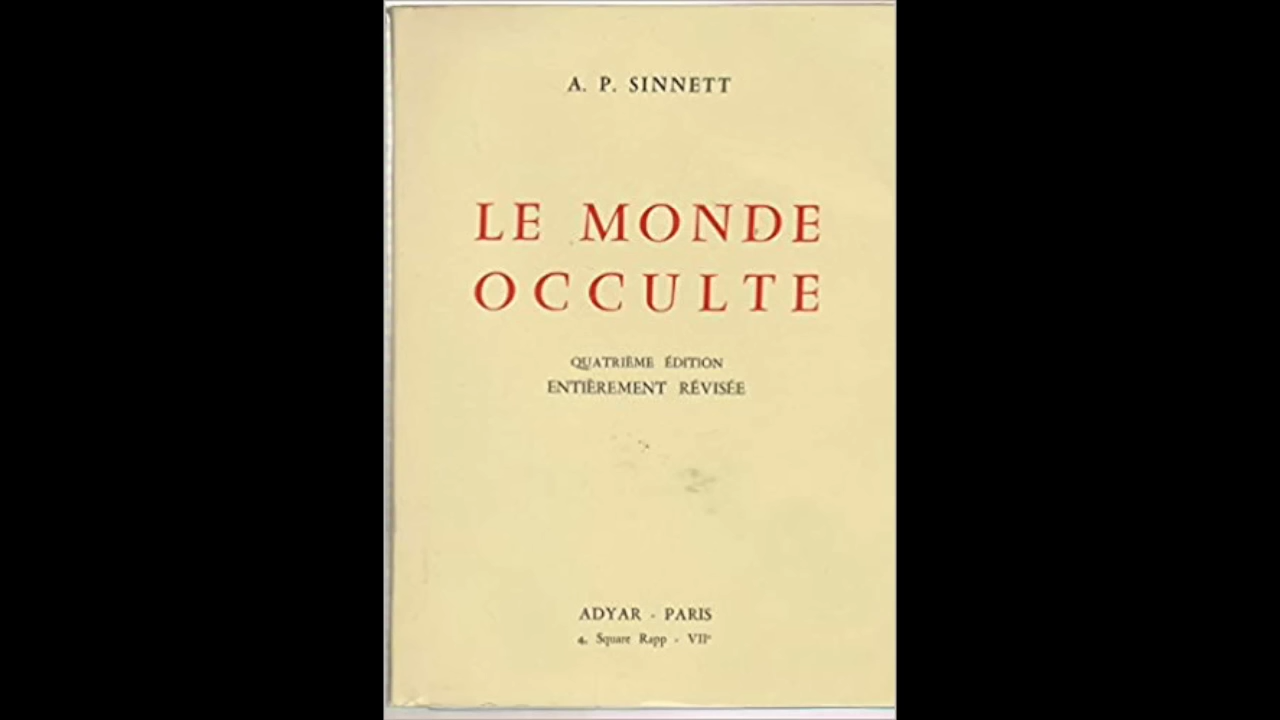 A. P. SINNETT
LE MONDE
OCCULTE
QUATRIÈME ÉDITION
ENTIÈREMENT RÉVISÉE
ADYAR - PARIS
4, Square Rapp - VIIᵉ